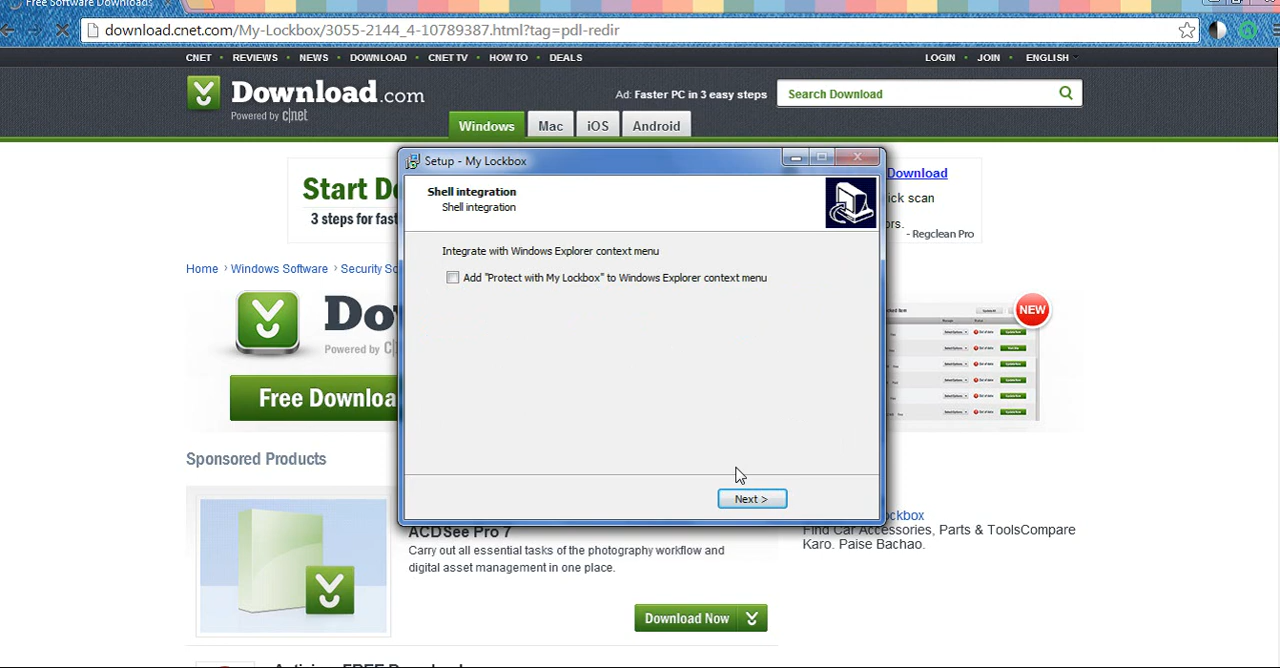 Free Software Downloads
download.cnet.com/My-Lockbox/3055-2144_4-10789387.html?tag=pdl-redir
CNET • REVIEWS • NEWS • DOWNLOAD • CNET TV • HOW TO • DEALS
LOGIN • JOIN • ENGLISH
Download.com
Powered by c|net
Ad: Faster PC in 3 easy steps
Search Download
Windows
Mac
iOS
Android
Setup - My Lockbox
Shell integration
Shell integration
Integrate with Windows Explorer context menu
Add "Protect with My Lockbox" to Windows Explorer context menu
Next >
Start Do
3 steps for fast
Download
ick scan
ors.
- Regclean Pro
Home › Windows Software › Security So
Do
Powered by c
Free Downloa
NEW
Sponsored Products
ACDSee Pro 7
Carry out all essential tasks of the photography workflow and
digital asset management in one place.
Download Now
ockbox
Find Car Accessories, Parts & ToolsCompare
Karo. Paise Bachao.